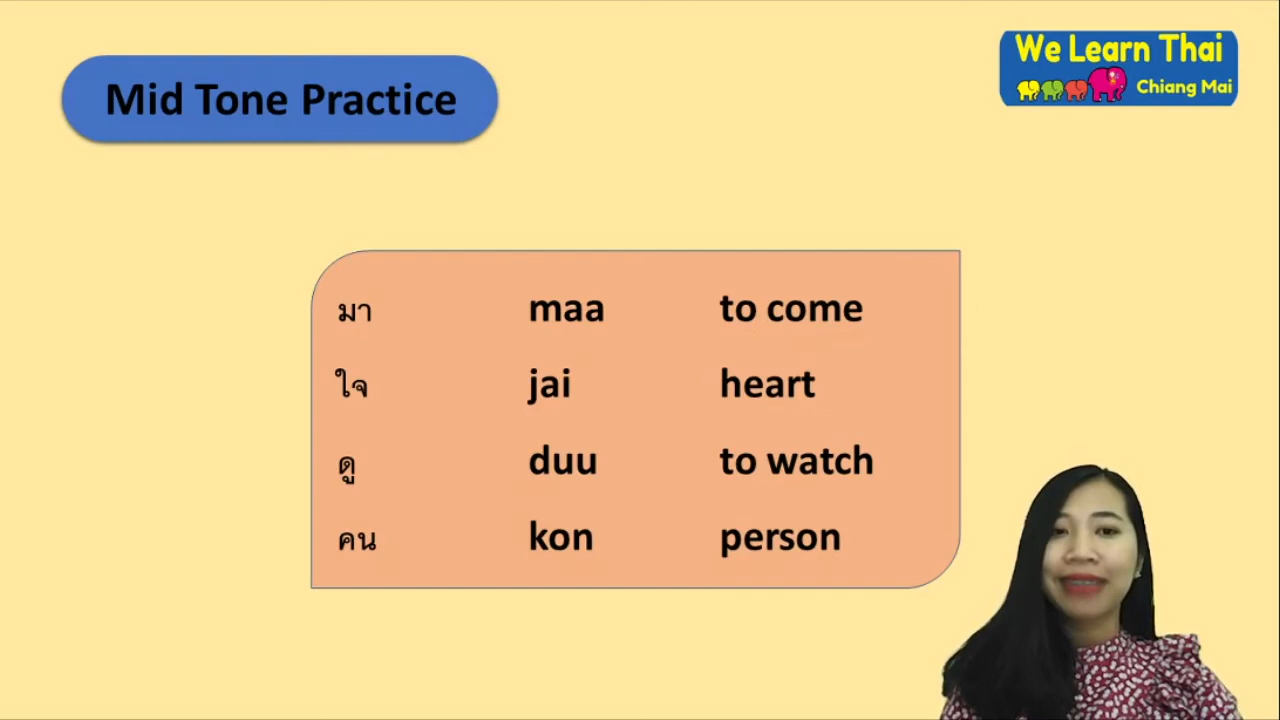 Mid Tone Practice
We Learn Thai
Chiang Mai
มา maa to come
ใจ jai heart
ดู duu to watch
คน kon person